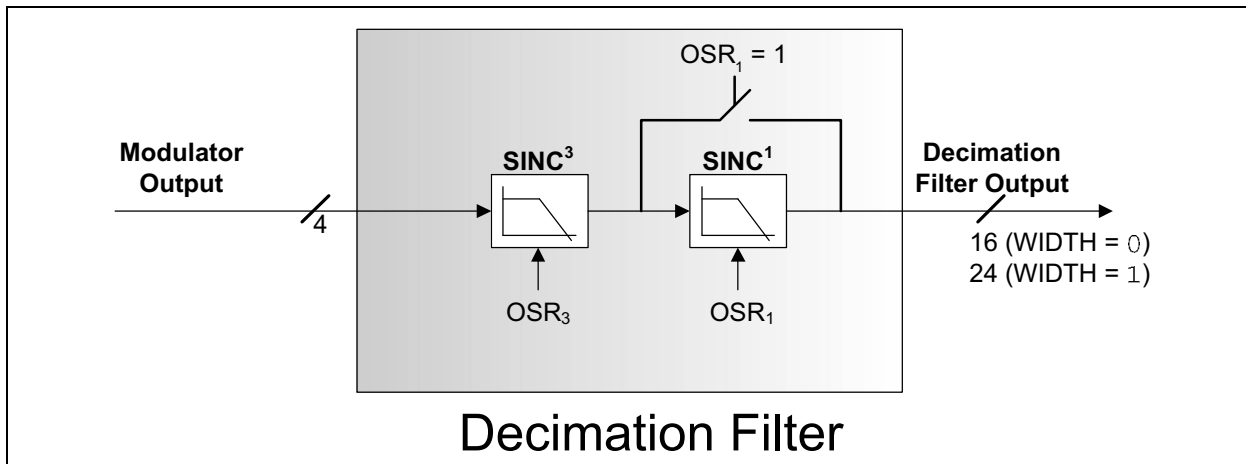 OSR₁ = 1
Modulator
Output
4
SINC³
SINC¹
OSR₃
OSR₁
Decimation
Filter Output
16 (WIDTH = 0)
24 (WIDTH = 1)
Decimation Filter